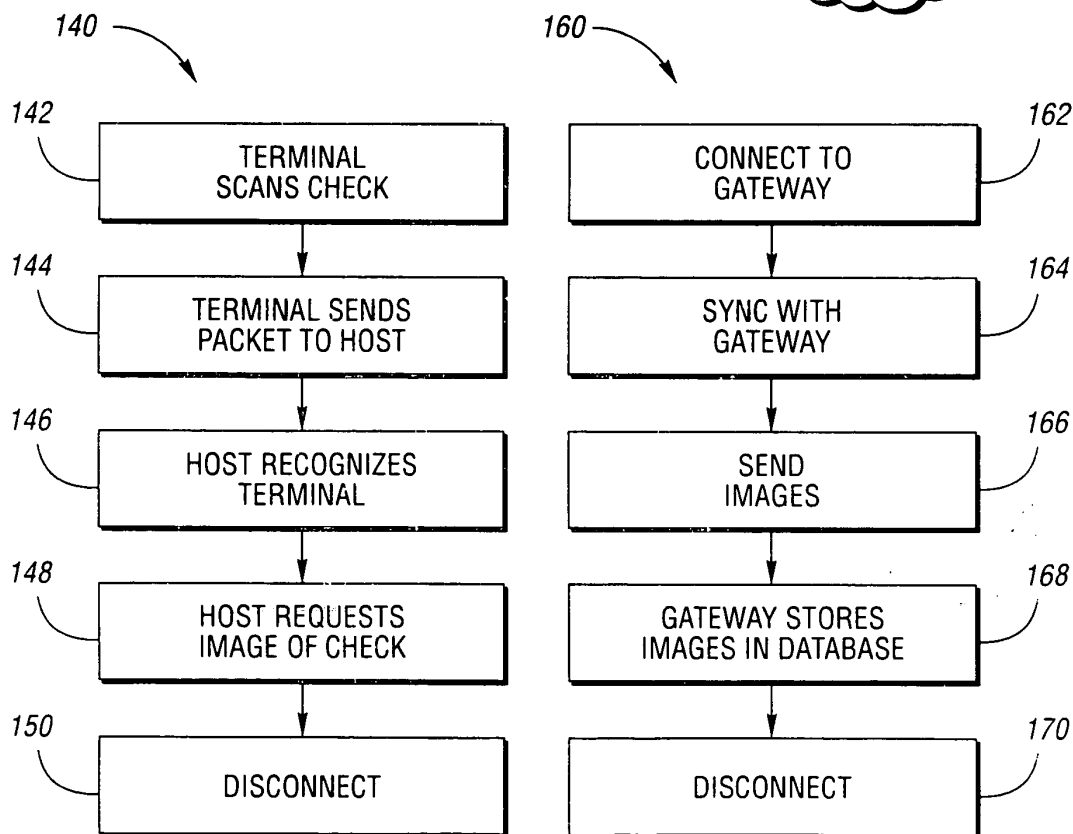 140
142
TERMINAL
SCANS CHECK
144
TERMINAL SENDS
PACKET TO HOST
146
HOST RECOGNIZES
TERMINAL
148
HOST REQUESTS
IMAGE OF CHECK
150
DISCONNECT
160
162
CONNECT TO
GATEWAY
164
SYNC WITH
GATEWAY
166
SEND
IMAGES
168
GATEWAY STORES
IMAGES IN DATABASE
170
DISCONNECT